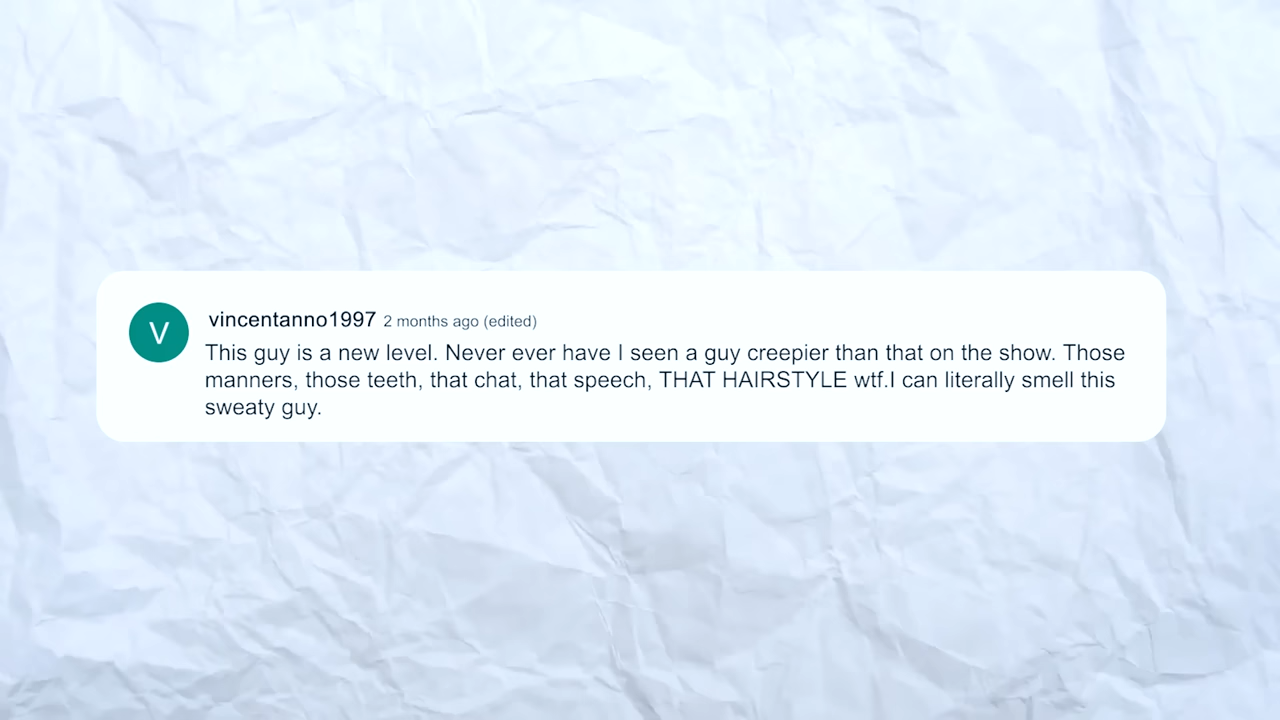 V
vincentanno1997 2 months ago (edited)
This guy is a new level. Never ever have I seen a guy creepier than that on the show. Those
manners, those teeth, that chat, that speech, THAT HAIRSTYLE wtf.I can literally smell this
sweaty guy.